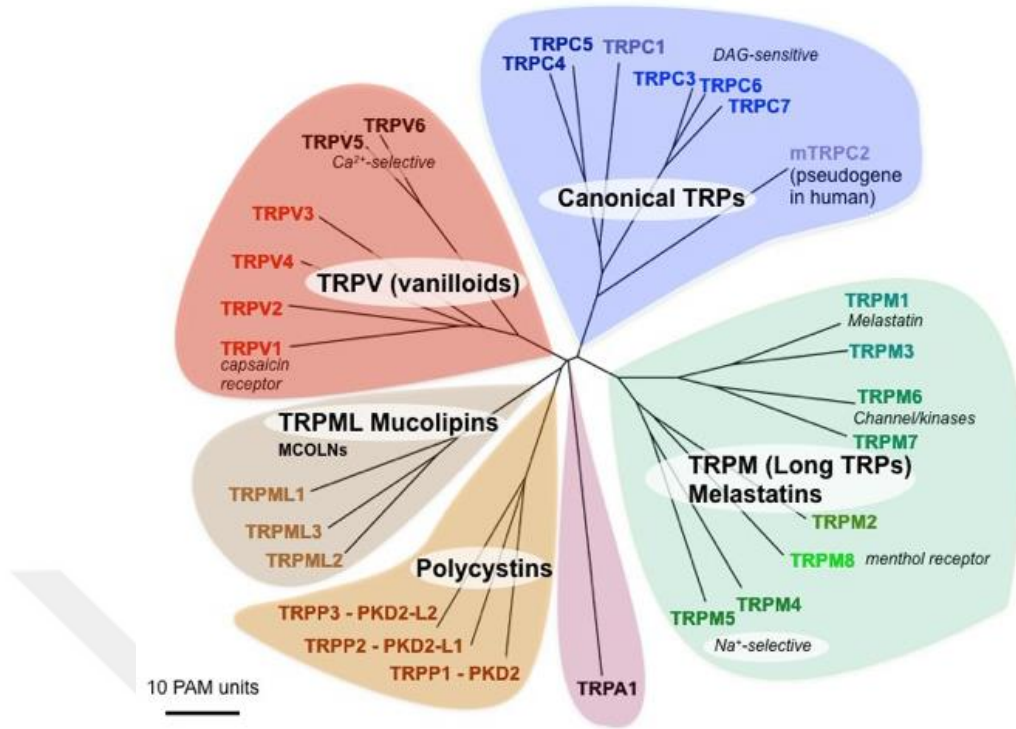 TRPC5
TRPC1
TRPC4
DAG-sensitive
TRPC3
TRPC6
TRPC7
mTRPC2
(pseudogene
in human)
Canonical TRPs
TRPV6
TRPV5
Ca²⁺-selective
TRPV3
TRPV4
TRPV (vanilloids)
TRPV2
TRPV1
capsaicin
receptor
TRPM1
Melastatin
TRPM3
TRPM6
Channel/kinases
TRPM7
TRPM (Long TRPs)
Melastatins
TRPM2
TRPM8 menthol receptor
TRPM4
TRPM5
Na⁺-selective
TRPML Mucolipins
MCOLNs
TRPML1
TRPML3
TRPML2
Polycystins
TRPP3 - PKD2-L2
TRPP2 - PKD2-L1
TRPP1 - PKD2
TRPA1
10 PAM units